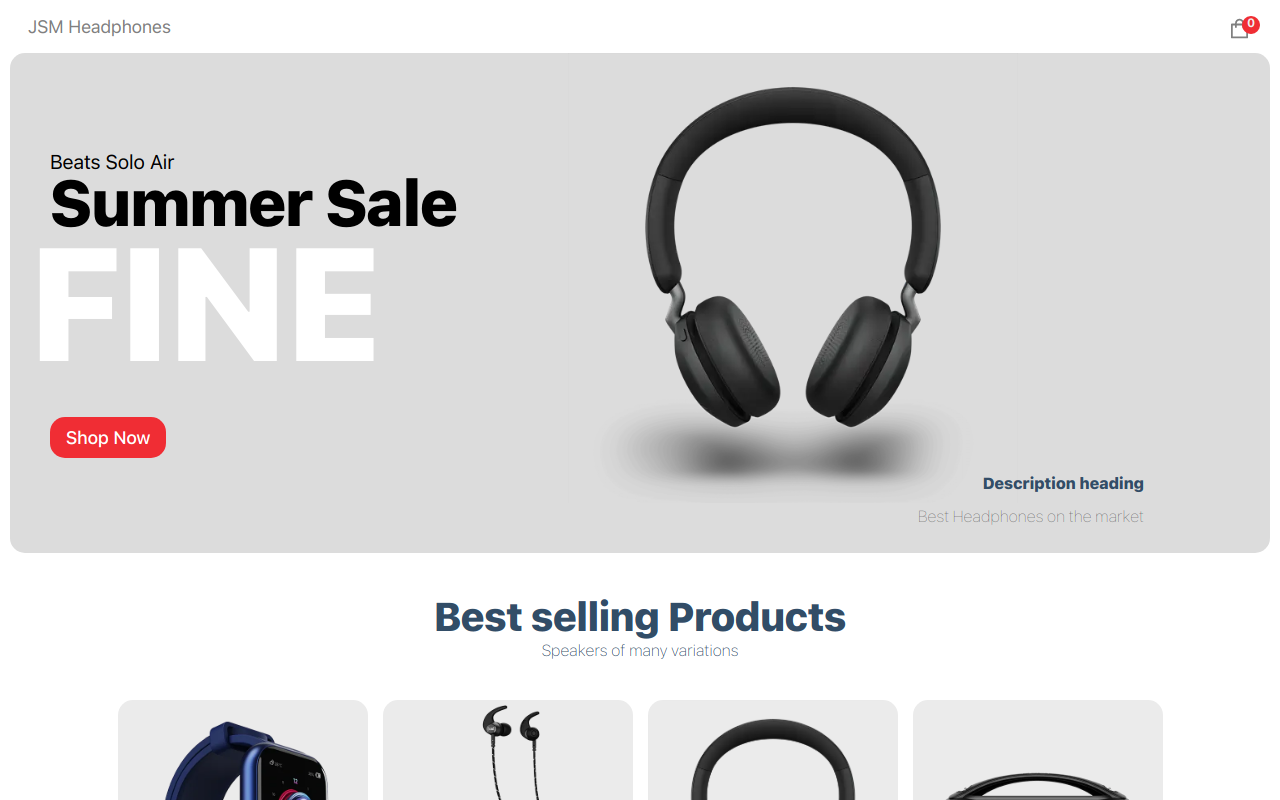 JSM Headphones
0
Beats Solo Air
Summer Sale
FINE
Shop Now
Description heading
Best Headphones on the market
Best selling Products
Speakers of many variations
12